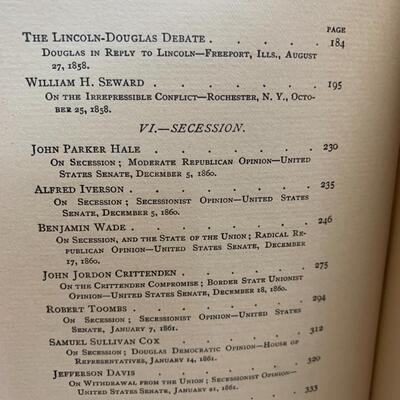 PAGE
THE LINCOLN-DOUGLAS DEBATE . . . . . 184
DOUGLAS IN REPLY TO LINCOLN—FREEPORT, ILLS., AUGUST
27, 1858.
WILLIAM H. SEWARD . . . . . . 195
ON THE IRREPRESSIBLE CONFLICT—ROCHESTER, N. Y., OCTO-
BER 25, 1858.
VI.—SECESSION.
JOHN PARKER HALE . . . . . . 230
ON SECESSION; MODERATE REPUBLICAN OPINION—UNITED
STATES SENATE, DECEMBER 5, 1860.
ALFRED IVERSON . . . . . . 235
ON SECESSION; SECESSIONIST OPINION—UNITED STATES
SENATE, DECEMBER 5, 1860.
BENJAMIN WADE . . . . . . 246
ON SECESSION, AND THE STATE OF THE UNION; RADICAL RE-
PUBLICAN OPINION—UNITED STATES SENATE, DECEMBER
17, 1860.
JOHN JORDON CRITTENDEN . . . . . 275
ON THE CRITTENDEN COMPROMISE; BORDER STATE UNIONIST
OPINION—UNITED STATES SENATE, DECEMBER 18, 1860.
ROBERT TOOMBS . . . . . . 294
ON SECESSION; SECESSIONIST OPINION—UNITED STATES
SENATE, JANUARY 7, 1861.
SAMUEL SULLIVAN COX . . . . . 312
ON SECESSION; DOUGLAS DEMOCRATIC OPINION—HOUSE OF
REPRESENTATIVES, JANUARY 14, 1861.
JEFFERSON DAVIS . . . . . . 320
ON WITHDRAWAL FROM THE UNION; SECESSIONIST OPINION—
UNITED STATES SENATE, JANUARY 21, 1861.
333